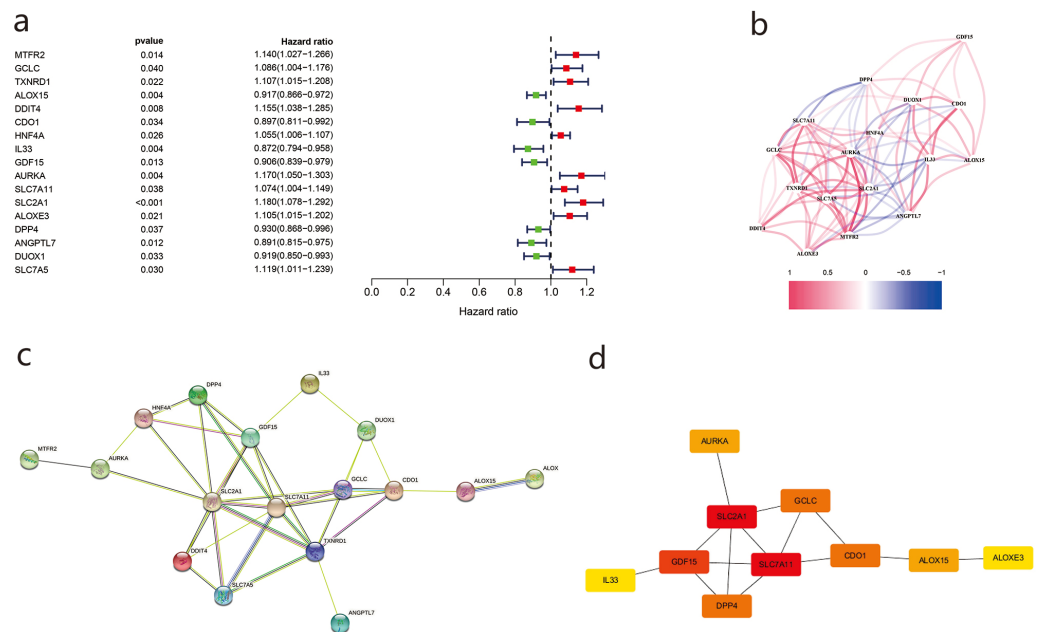 a
pvalue Hazard ratio
MTFR2 0.014 1.140(1.027−1.266)
GCLC 0.040 1.086(1.004−1.176)
TXNRD1 0.022 1.107(1.015−1.208)
ALOX15 0.004 0.917(0.866−0.972)
DDIT4 0.008 1.155(1.038−1.285)
CDO1 0.034 0.897(0.811−0.992)
HNF4A 0.026 1.055(1.006−1.107)
IL33 0.004 0.872(0.794−0.958)
GDF15 0.013 0.906(0.839−0.979)
AURKA 0.004 1.170(1.050−1.303)
SLC7A11 0.038 1.074(1.004−1.149)
SLC2A1 <0.001 1.180(1.078−1.292)
ALOXE3 0.021 1.105(1.015−1.202)
DPP4 0.037 0.930(0.868−0.996)
ANGPTL7 0.012 0.891(0.815−0.975)
DUOX1 0.033 0.919(0.850−0.993)
SLC7A5 0.030 1.119(1.011−1.239)
0.0 0.2 0.4 0.6 0.8 1.0 1.2
Hazard ratio
b
GDF15
DPP4
DUOX1
CDO1
SLC7A11
HNF4A
GCLC
AURKA
IL33
ALOX15
TXNRD1
SLC2A1
SLC7A5
ANGPTL7
DDIT4
MTFR2
ALOXE3
1 0.5 0 −0.5 −1
c
IL33
DPP4
HNF4A
DUOX1
GDF15
MTFR2
AURKA
GCLC
CDO1
ALOX15
ALOX
SLC2A1
SLC7A11
TXNRD1
DDIT4
SLC7A5
ANGPTL7
d
AURKA
GCLC
SLC2A1
CDO1
GDF15
SLC7A11
ALOX15
ALOXE3
IL33
DPP4